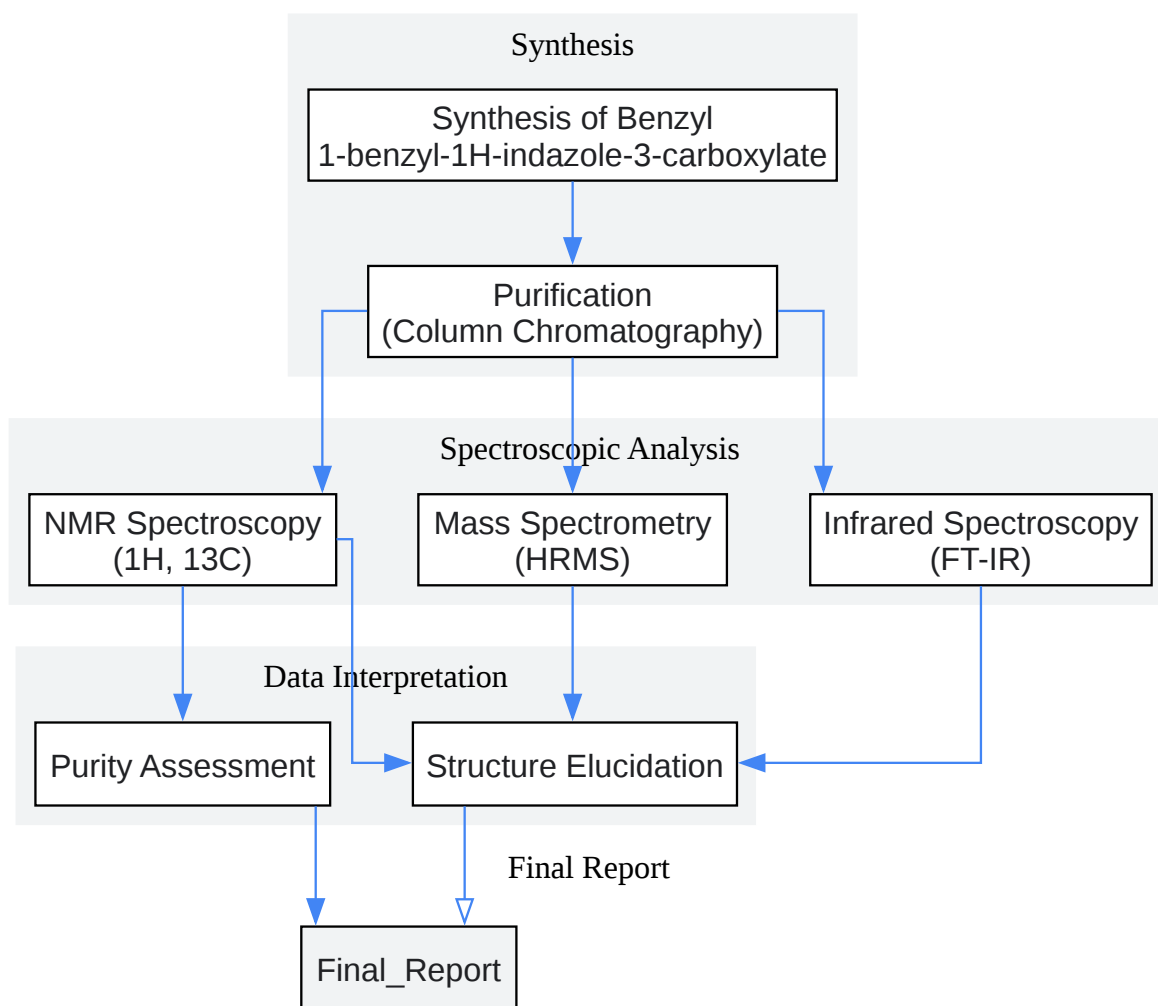 Synthesis
Synthesis of Benzyl
1-benzyl-1H-indazole-3-carboxylate
Purification
(Column Chromatography)
Spectroscopic Analysis
NMR Spectroscopy
(1H, 13C)
Mass Spectrometry
(HRMS)
Infrared Spectroscopy
(FT-IR)
Data Interpretation
Purity Assessment
Structure Elucidation
Final Report
Final_Report